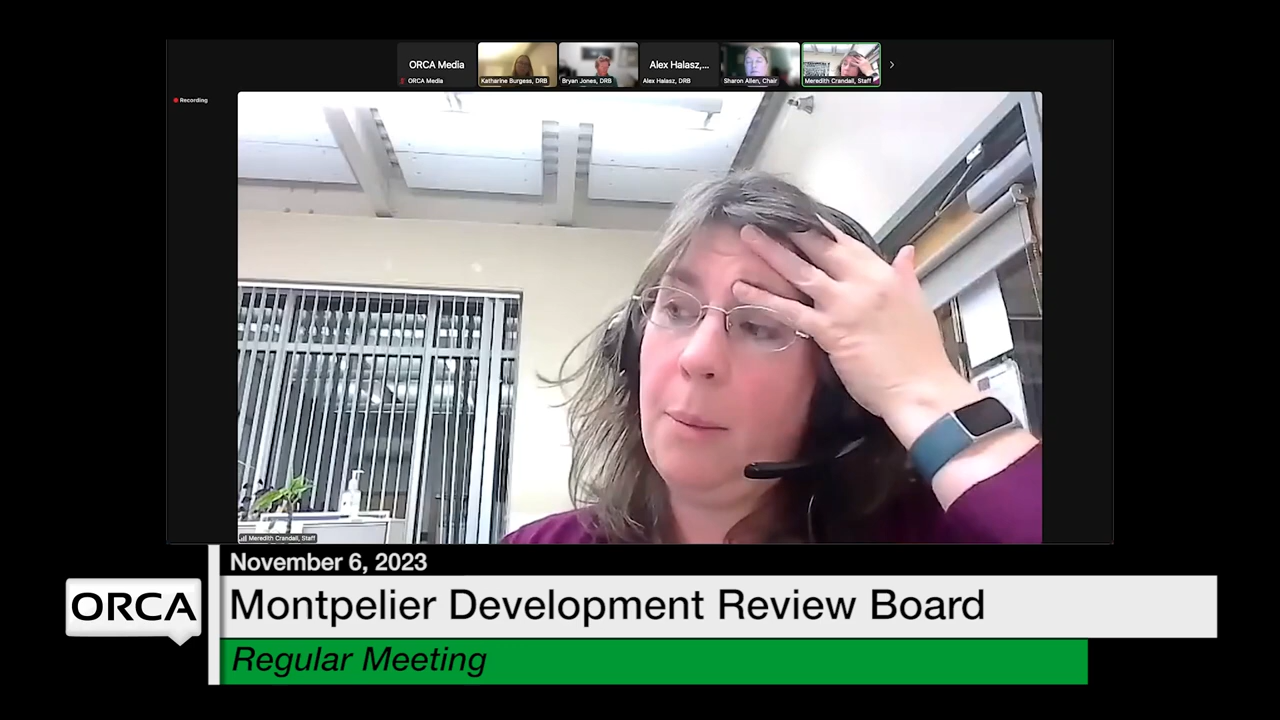 ORCA Media
Alex Halasz,...
ORCA Media
Katharine Burgess, DRB
Bryan Jones, DRB
Alex Halasz, DRB
Sharon Allen, Chair
Meredith Crandall, Staff
Recording
Meredith Crandall, Staff
November 6, 2023
ORCA
Montpelier Development Review Board
Regular Meeting